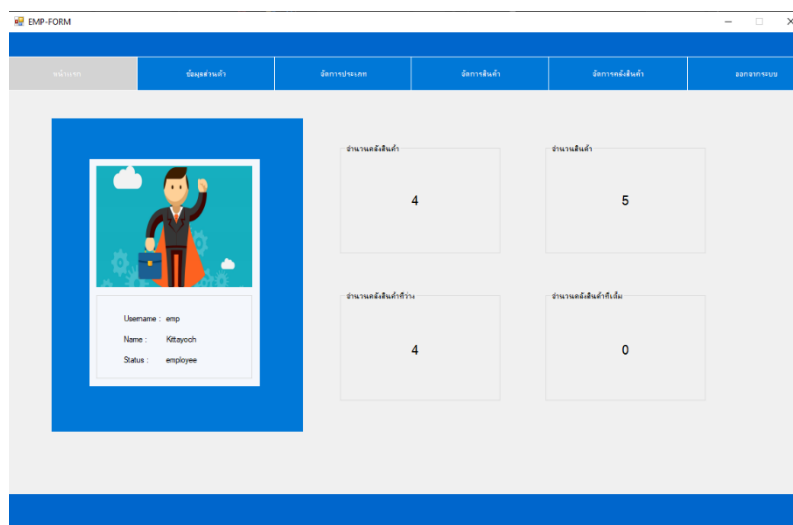 EMP-FORM
หน้าแรก ข้อมูลส่วนตัว จัดการประเภท จัดการสินค้า จัดการคลังสินค้า ออกจากระบบ
จำนวนคลังสินค้า จำนวนสินค้า
4 5
จำนวนคลังสินค้าที่ว่าง จำนวนคลังสินค้าที่เต็ม
4 0
Username : emp
Name : Kittayoch
Status : employee